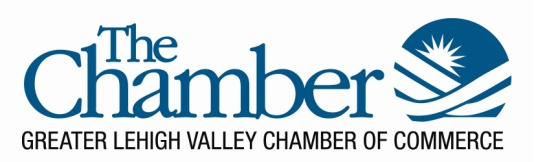 The
Chamber
GREATER LEHIGH VALLEY CHAMBER OF COMMERCE